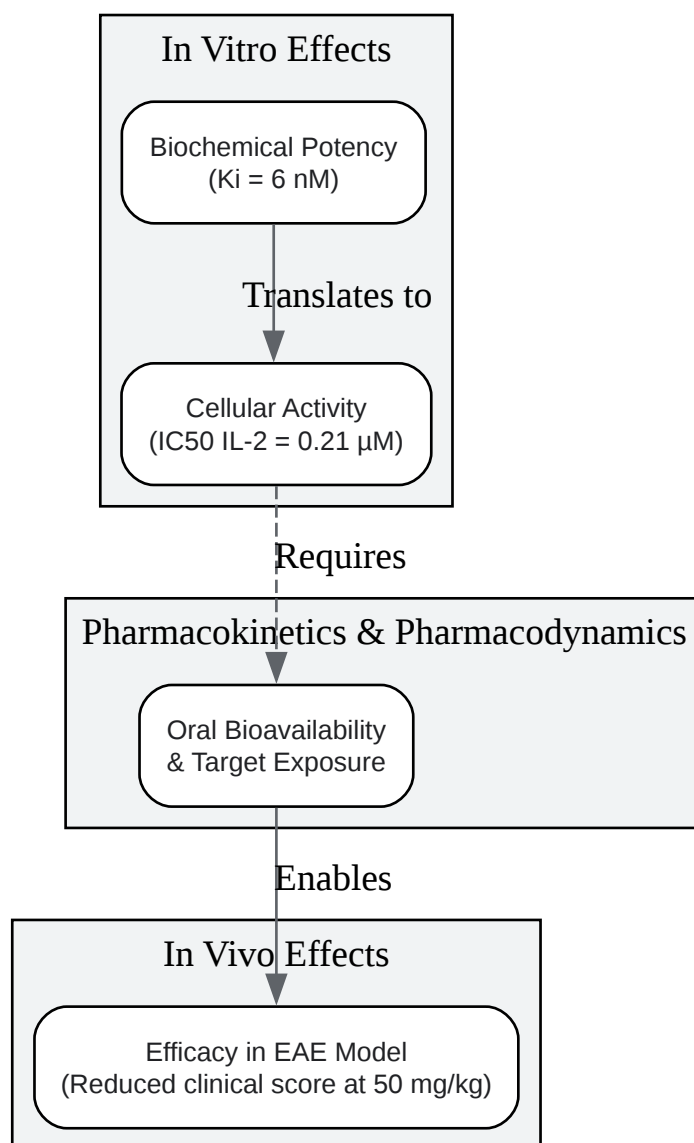 In Vitro Effects
Biochemical Potency
(Ki = 6 nM)
Translates to
Cellular Activity
(IC50 IL-2 = 0.21 µM)
Requires
Pharmacokinetics & Pharmacodynamics
Oral Bioavailability
& Target Exposure
Enables
In Vivo Effects
Efficacy in EAE Model
(Reduced clinical score at 50 mg/kg)